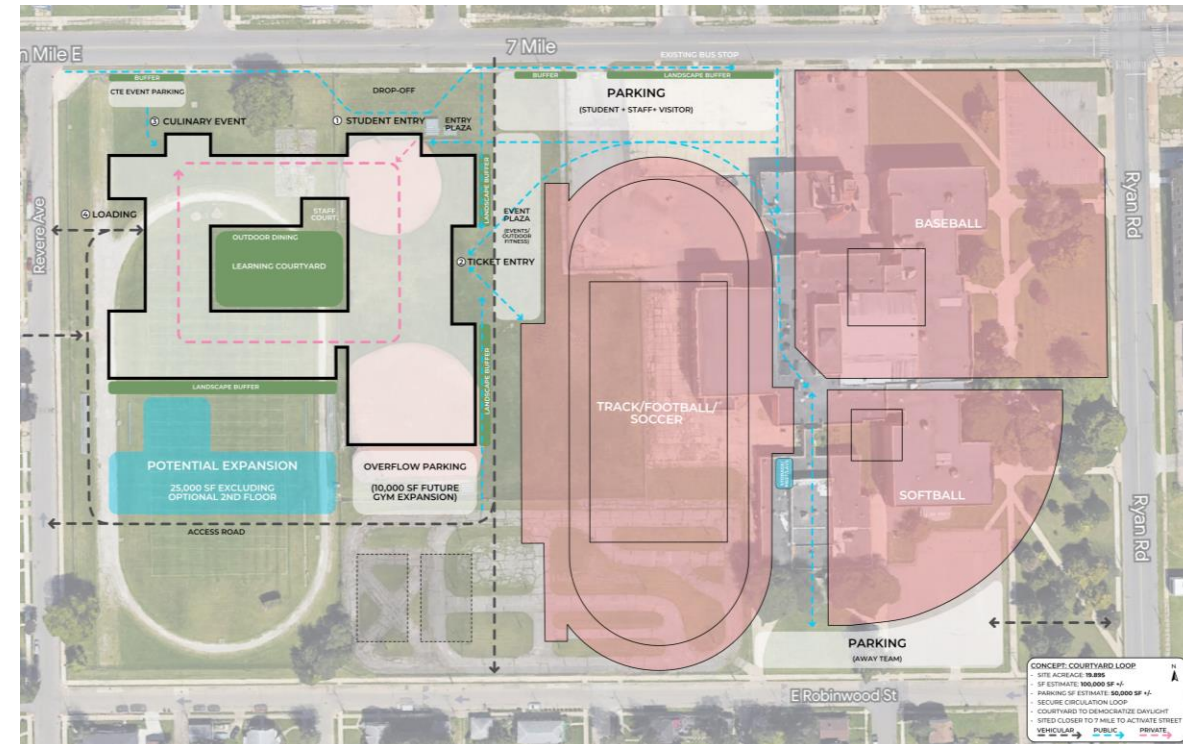 n Mile E
7 Mile
EXISTING BUS STOP
BUFFER
CTE EVENT PARKING
DROP-OFF
BUFFER
LANDSCAPE BUFFER
PARKING
(STUDENT + STAFF+ VISITOR)
③ CULINARY EVENT
① STUDENT ENTRY
ENTRY
PLAZA
LANDSCAPE BUFFER
Revere Ave
④ LOADING
STAFF
COURT
OUTDOOR DINING
LEARNING COURTYARD
EVENT
PLAZA
(EVENTS/
OUTDOOR
FITNESS)
② TICKET ENTRY
BASEBALL
Ryan Rd
LANDSCAPE BUFFER
LANDSCAPE BUFFER
TRACK/FOOTBALL/
SOCCER
POTENTIAL EXPANSION
25,000 SF EXCLUDING
OPTIONAL 2ND FLOOR
OVERFLOW PARKING
(10,000 SF FUTURE
GYM EXPANSION)
SOFTBALL
Ryan Rd
ACCESS ROAD
PARKING
(AWAY TEAM)
E Robinwood St
CONCEPT: COURTYARD LOOP
- SITE ACREAGE: 19.895
- SF ESTIMATE: 100,000 SF +/-
- PARKING SF ESTIMATE: 50,000 SF +/-
- SECURE CIRCULATION LOOP
- COURTYARD TO DEMOCRATIZE DAYLIGHT
- SITED CLOSER TO 7 MILE TO ACTIVATE STREET
N
VEHICULAR PUBLIC PRIVATE